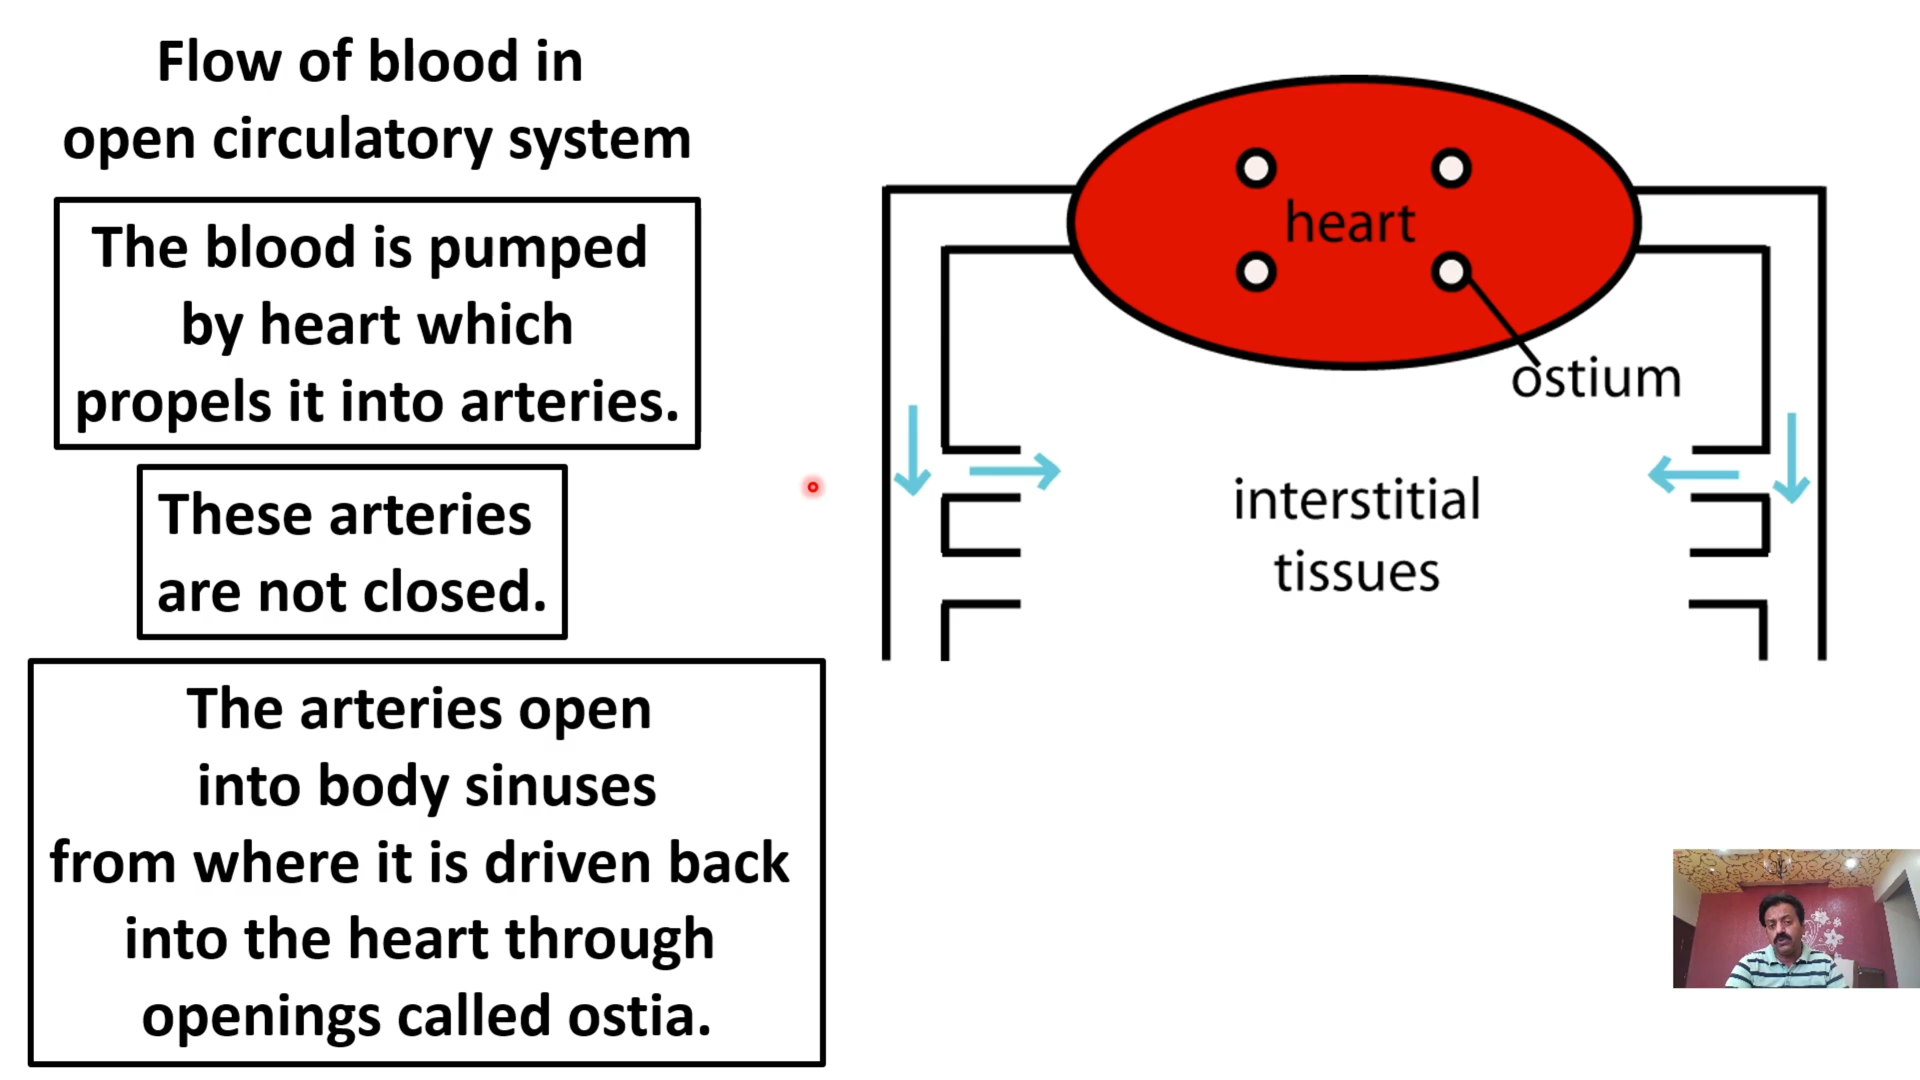 Flow of blood in
open circulatory system
The blood is pumped
by heart which
propels it into arteries.
These arteries
are not closed.
The arteries open
into body sinuses
from where it is driven back
into the heart through
openings called ostia.
heart
ostium
interstitial
tissues